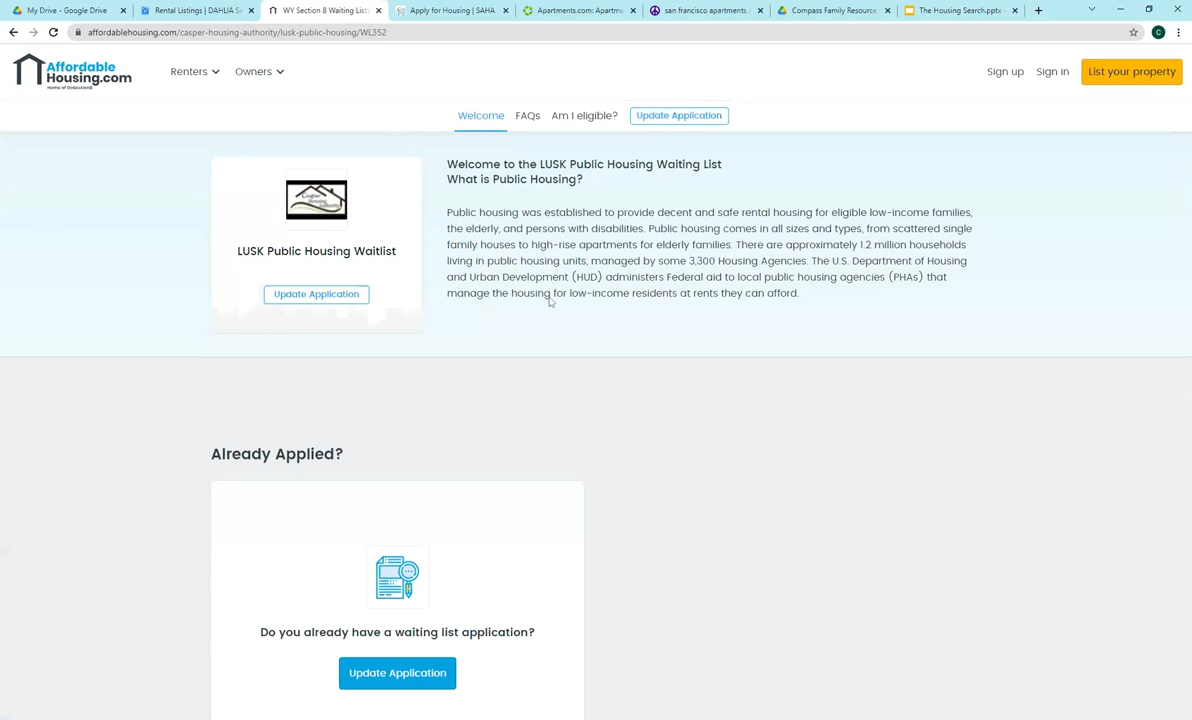 My Drive - Google Drive
Rental Listings | DAHLIA Sa
WY Section 8 Waiting List
Apply for Housing | SAHA
Apartments.com: Apartme
san francisco apartments
Compass Family Resource
The Housing Search.pptx -
affordablehousing.com/casper-housing-authority/lusk-public-housing/WL352
C
Affordable
Housing.com
Renters
Owners
Sign up
Sign in
List your property
Welcome
FAQs
Am I eligible?
Update Application
Casper
Housing
Authority
LUSK Public Housing Waitlist
Update Application
Welcome to the LUSK Public Housing Waiting List
What is Public Housing?
Public housing was established to provide decent and safe rental housing for eligible low-income families,
the elderly, and persons with disabilities. Public housing comes in all sizes and types, from scattered single
family houses to high-rise apartments for elderly families. There are approximately 1.2 million households
living in public housing units, managed by some 3,300 Housing Agencies. The U.S. Department of Housing
and Urban Development (HUD) administers Federal aid to local public housing agencies (PHAs) that
manage the housing for low-income residents at rents they can afford.
Already Applied?
Do you already have a waiting list application?
Update Application